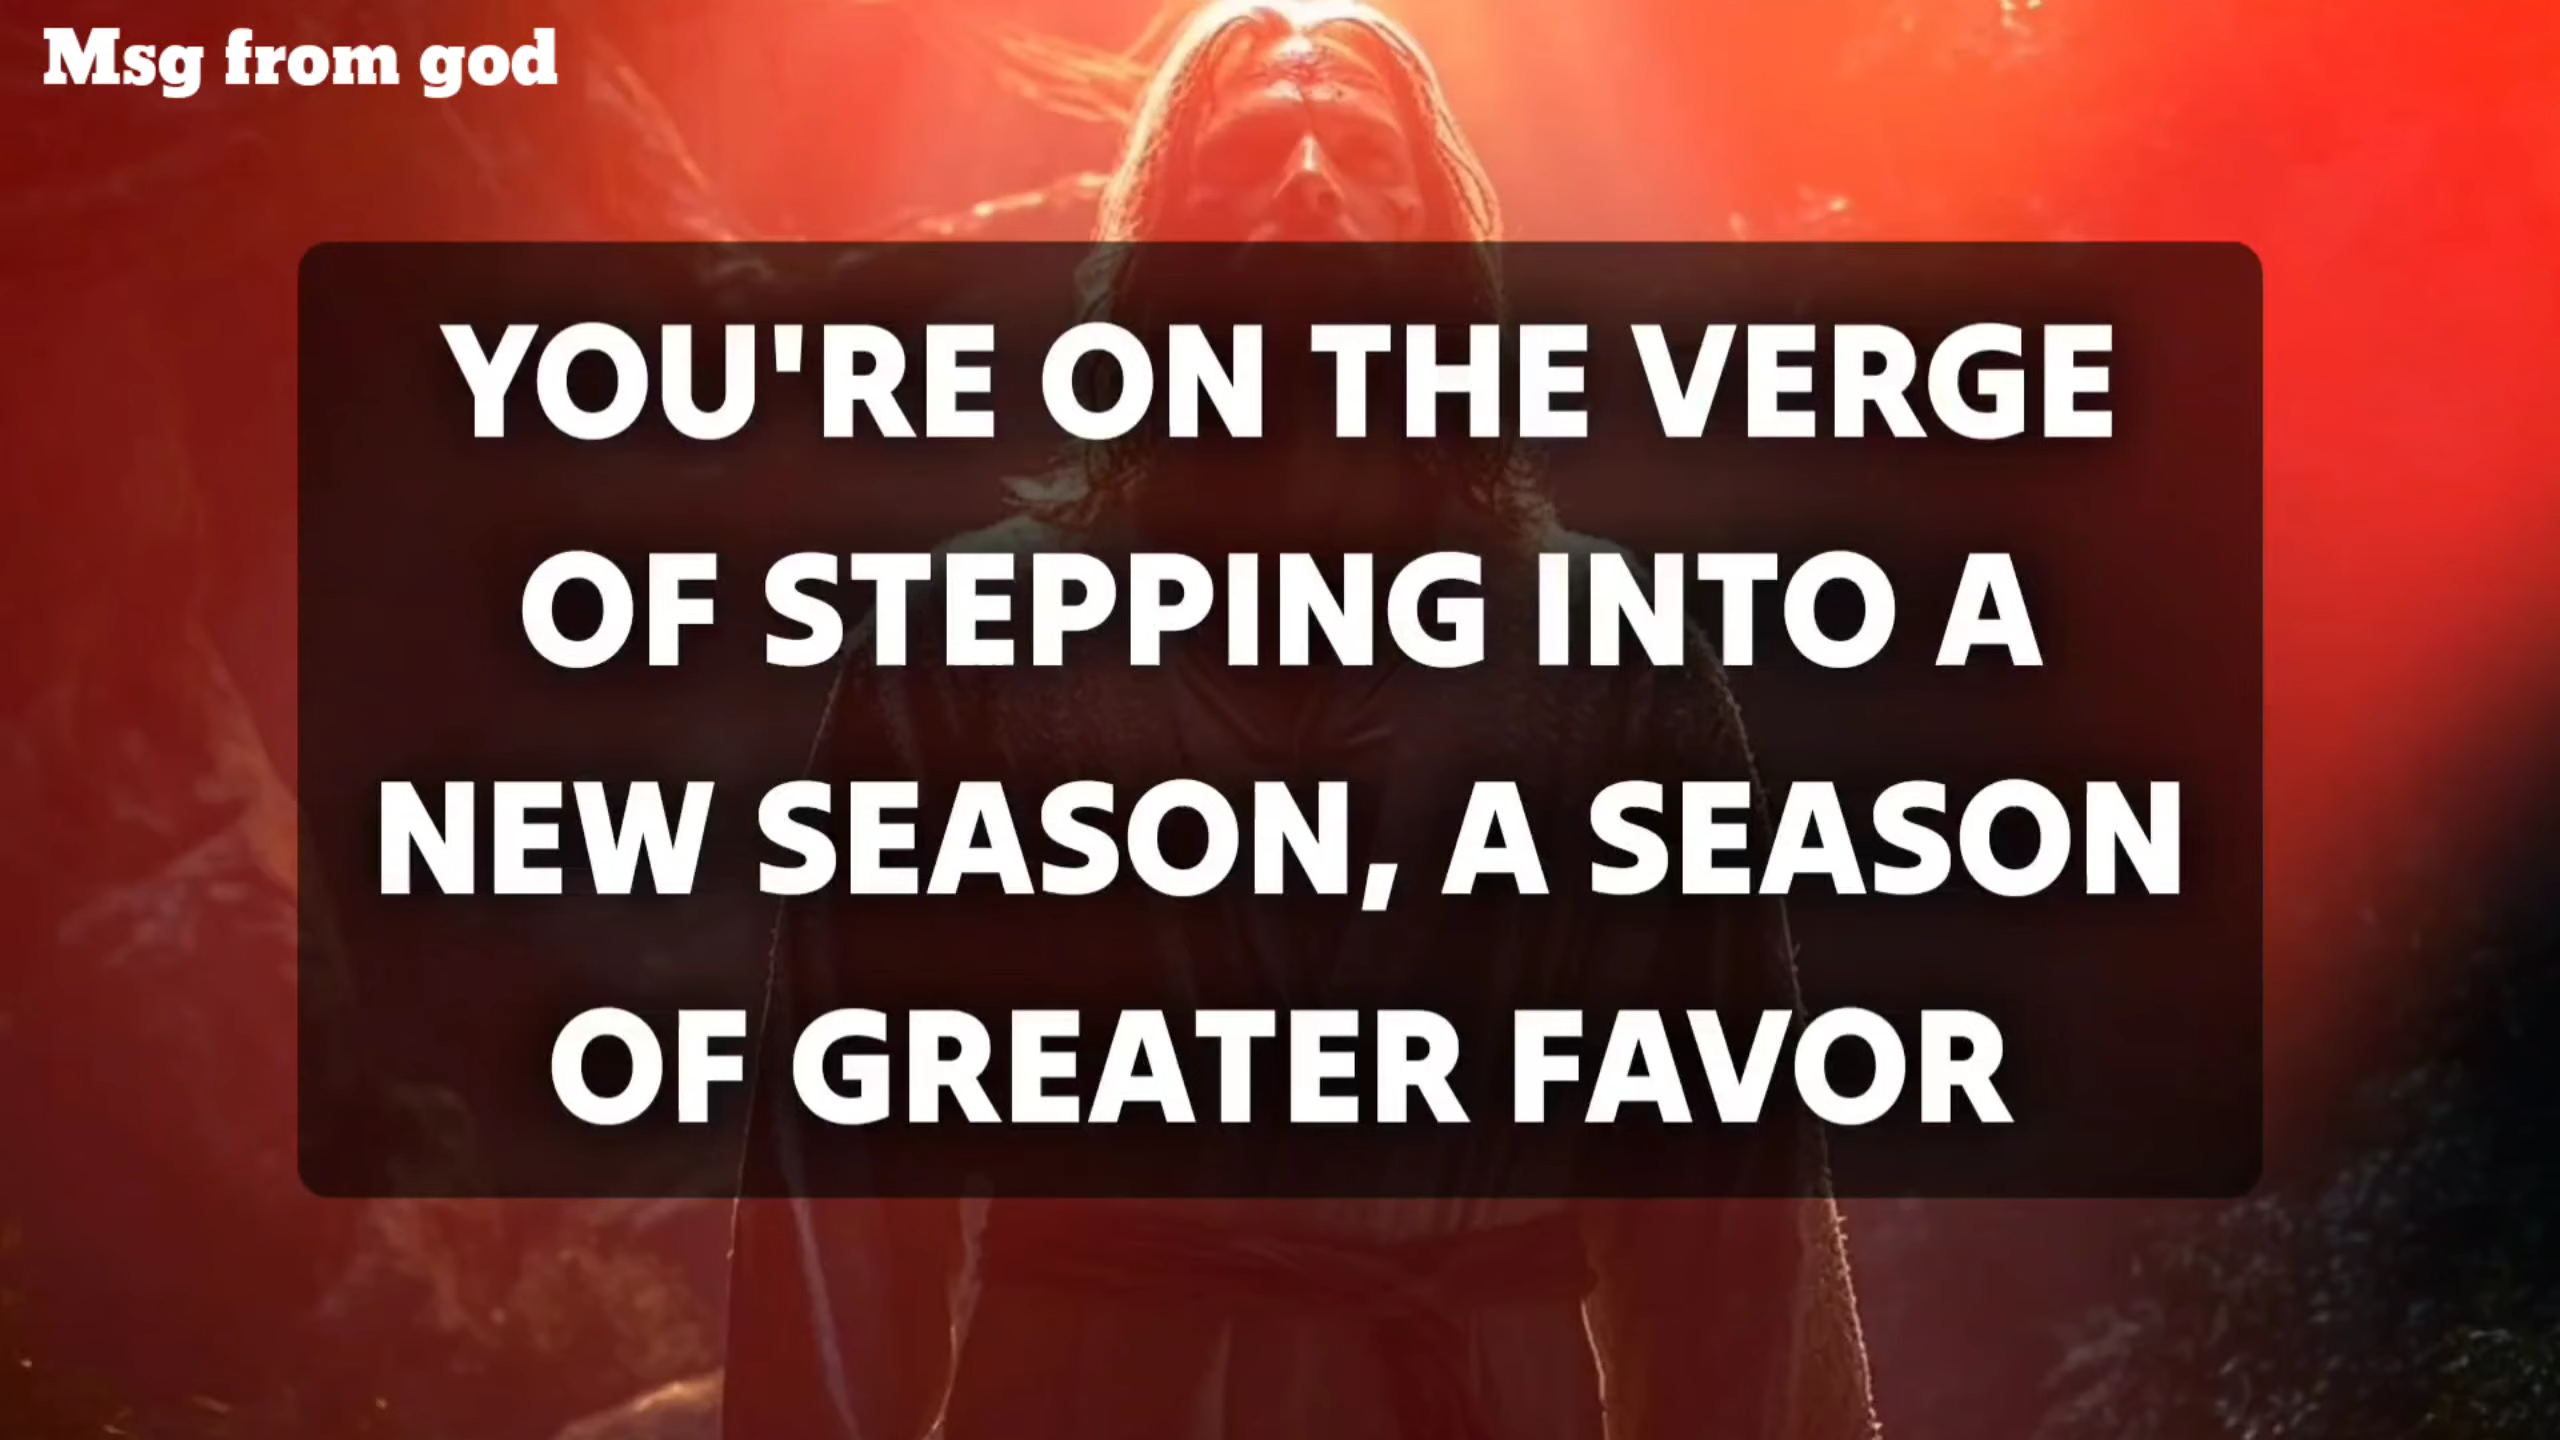 Msg from god
YOU'RE ON THE VERGE
OF STEPPING INTO A
NEW SEASON, A SEASON
OF GREATER FAVOR